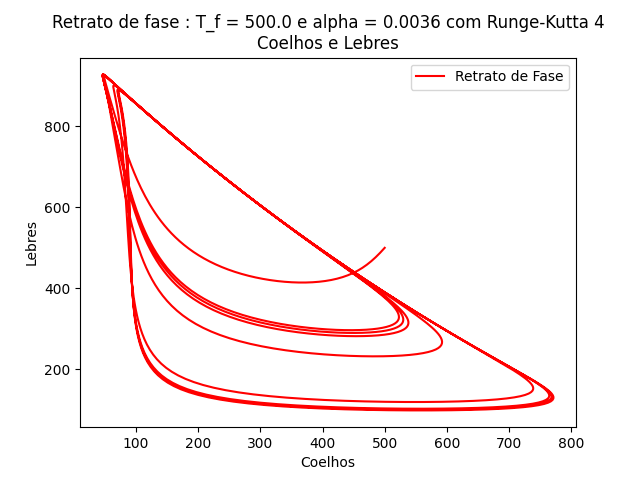 Retrato de fase : T_f = 500.0 e alpha = 0.0036 com Runge-Kutta 4
Coelhos e Lebres
Retrato de Fase
Lebres
800
600
400
200
100 200 300 400 500 600 700 800
Coelhos